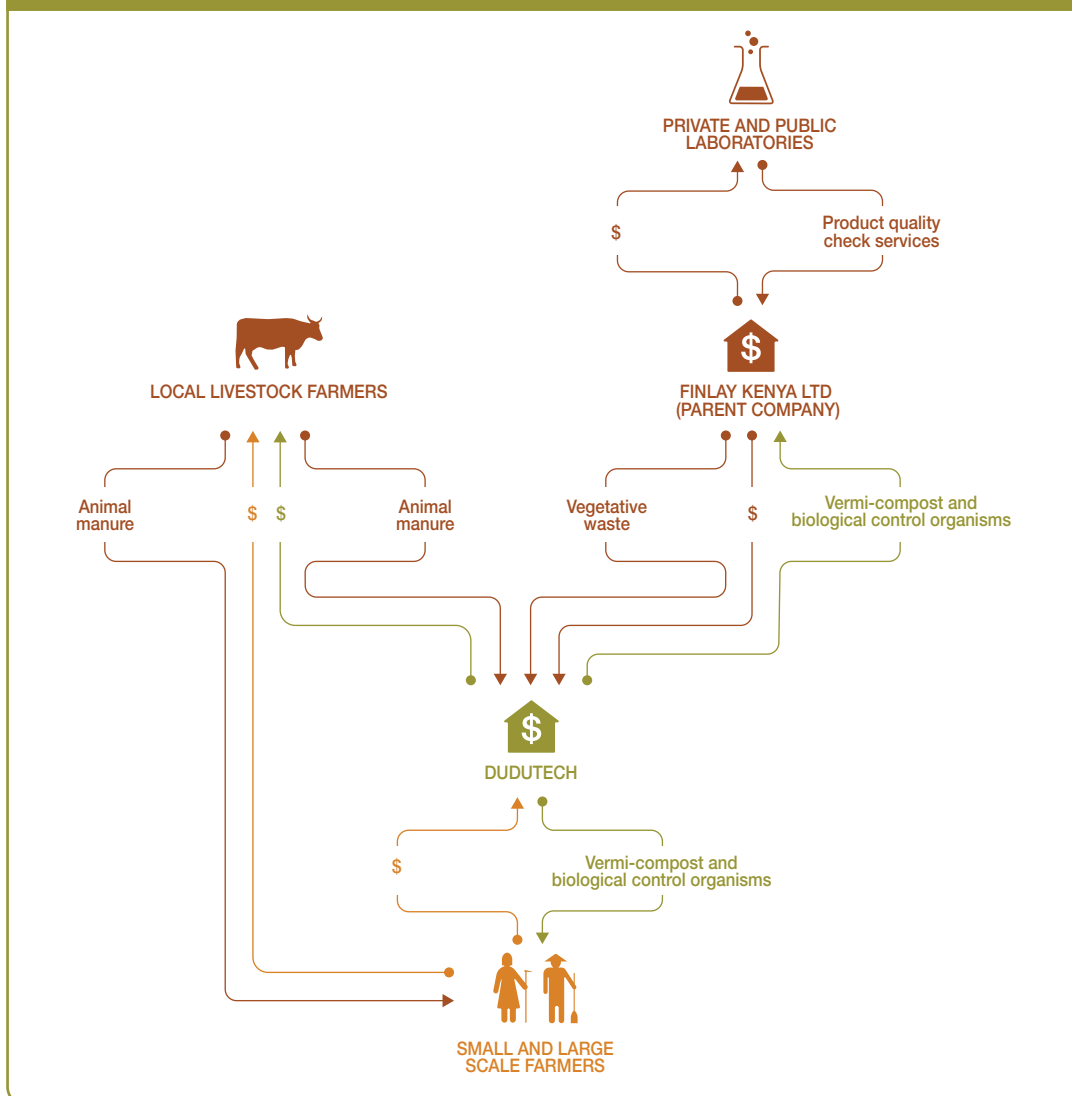 PRIVATE AND PUBLIC
LABORATORIES
$
Product quality
check services
$
LOCAL LIVESTOCK FARMERS
FINLAY KENYA LTD
(PARENT COMPANY)
Animal
manure
$
$
Animal
manure
Vegetative
waste
$
Vermi-compost and
biological control organisms
$
DUDUTECH
$
Vermi-compost and
biological control organisms
SMALL AND LARGE
SCALE FARMERS